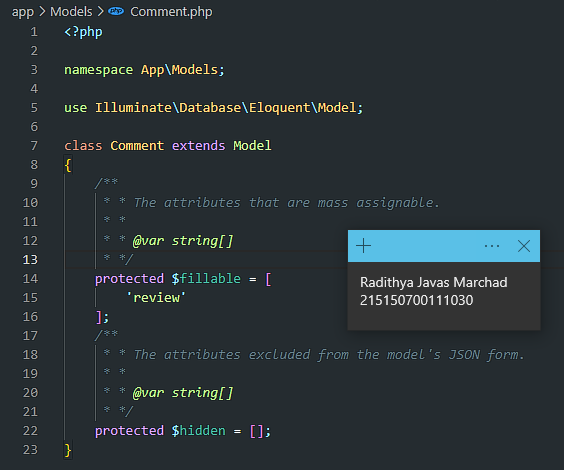 app > Models > php Comment.php
1 <?php
2
3 namespace App\Models;
4
5 use Illuminate\Database\Eloquent\Model;
6
7 class Comment extends Model
8 {
9     /**
10      * * The attributes that are mass assignable.
11      * *
12      * * @var string[]
13      * */
14     protected $fillable = [
15         'review'
16     ];
17     /**
18      * * The attributes excluded from the model's JSON form.
19      * *
20      * * @var string[]
21      * */
22     protected $hidden = [];
23 }
Radithya Javas Marchad
215150700111030